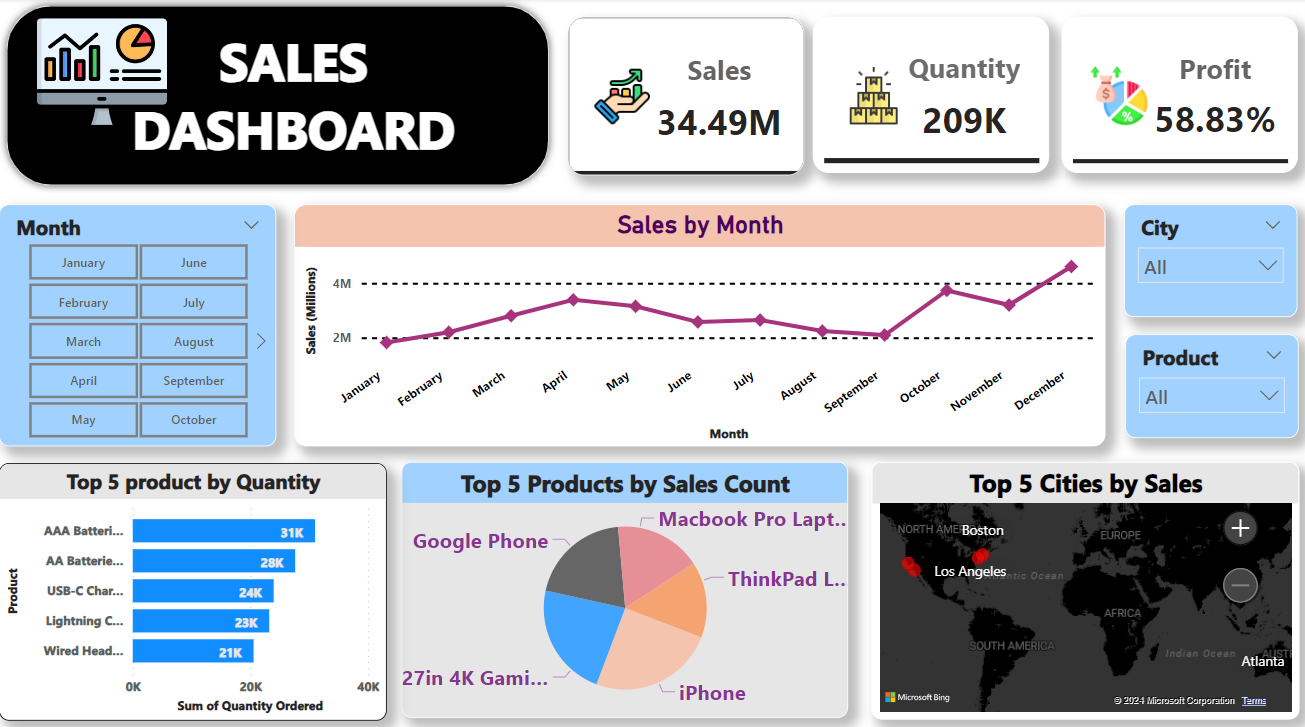 SALES
DASHBOARD
Sales
34.49M
Quantity
209K
Profit
58.83%
Month
January
June
February
July
March
August
April
September
May
October
Sales by Month
Sales (Millions)
4M
2M
January
February
March
April
May
June
July
August
September
October
November
December
Month
City
All
Product
All
Top 5 product by Quantity
Product
AAA Batteri...
31K
AA Batterie...
28K
USB-C Char...
24K
Lightning C...
23K
Wired Head...
21K
0K
20K
40K
Sum of Quantity Ordered
Top 5 Products by Sales Count
Macbook Pro Lapt..
Google Phone
ThinkPad L..
27in 4K Gami...
iPhone
Top 5 Cities by Sales
NORTH AME
Boston
EUROPE
Los Angeles
lantic Ocean
AFRICA
SOUTH AMERICA
Indian Ocean
AUST
Atlanta
Microsoft Bing
© 2024 Microsoft Corporation Terms